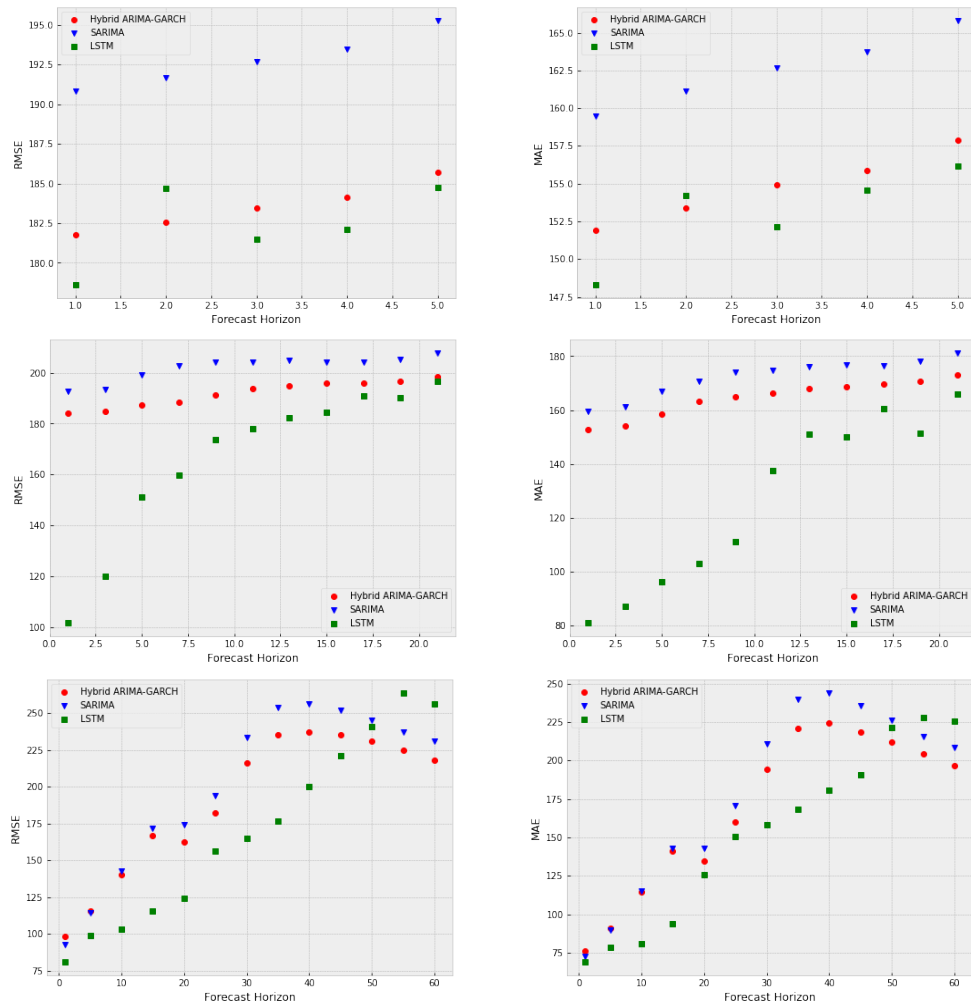 195.0
192.5
190.0
187.5
185.0
182.5
180.0
RMSE
Hybrid ARIMA-GARCH
SARIMA
LSTM
1.0 1.5 2.0 2.5 3.0 3.5 4.0 4.5 5.0
Forecast Horizon
165.0
162.5
160.0
157.5
155.0
152.5
150.0
147.5
MAE
Hybrid ARIMA-GARCH
SARIMA
LSTM
1.0 1.5 2.0 2.5 3.0 3.5 4.0 4.5 5.0
Forecast Horizon
200
180
160
140
120
100
RMSE
Hybrid ARIMA-GARCH
SARIMA
LSTM
0.0 2.5 5.0 7.5 10.0 12.5 15.0 17.5 20.0
Forecast Horizon
180
160
140
120
100
80
MAE
Hybrid ARIMA-GARCH
SARIMA
LSTM
0.0 2.5 5.0 7.5 10.0 12.5 15.0 17.5 20.0
Forecast Horizon
250
225
200
175
150
125
100
75
RMSE
Hybrid ARIMA-GARCH
SARIMA
LSTM
0 10 20 30 40 50 60
Forecast Horizon
250
225
200
175
150
125
100
75
MAE
Hybrid ARIMA-GARCH
SARIMA
LSTM
0 10 20 30 40 50 60
Forecast Horizon